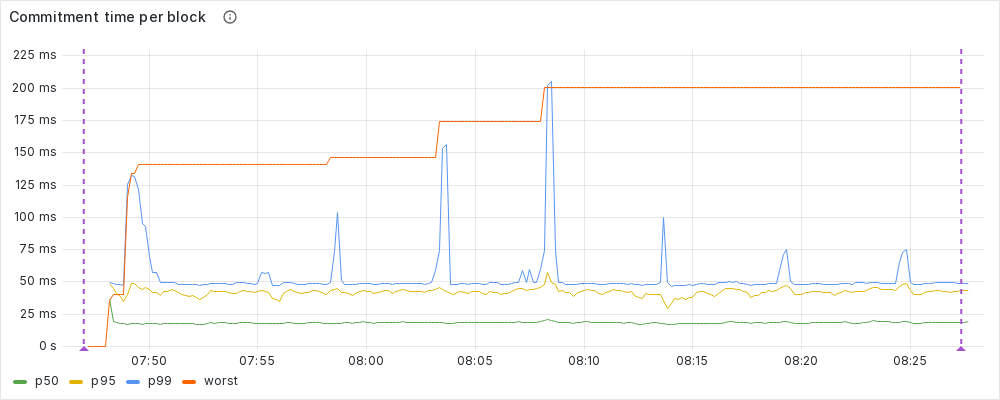 Commitment time per block
225 ms
200 ms
175 ms
150 ms
125 ms
100 ms
75 ms
50 ms
25 ms
0 s
07:50 07:55 08:00 08:05 08:10 08:15 08:20 08:25
p50 p95 p99 worst